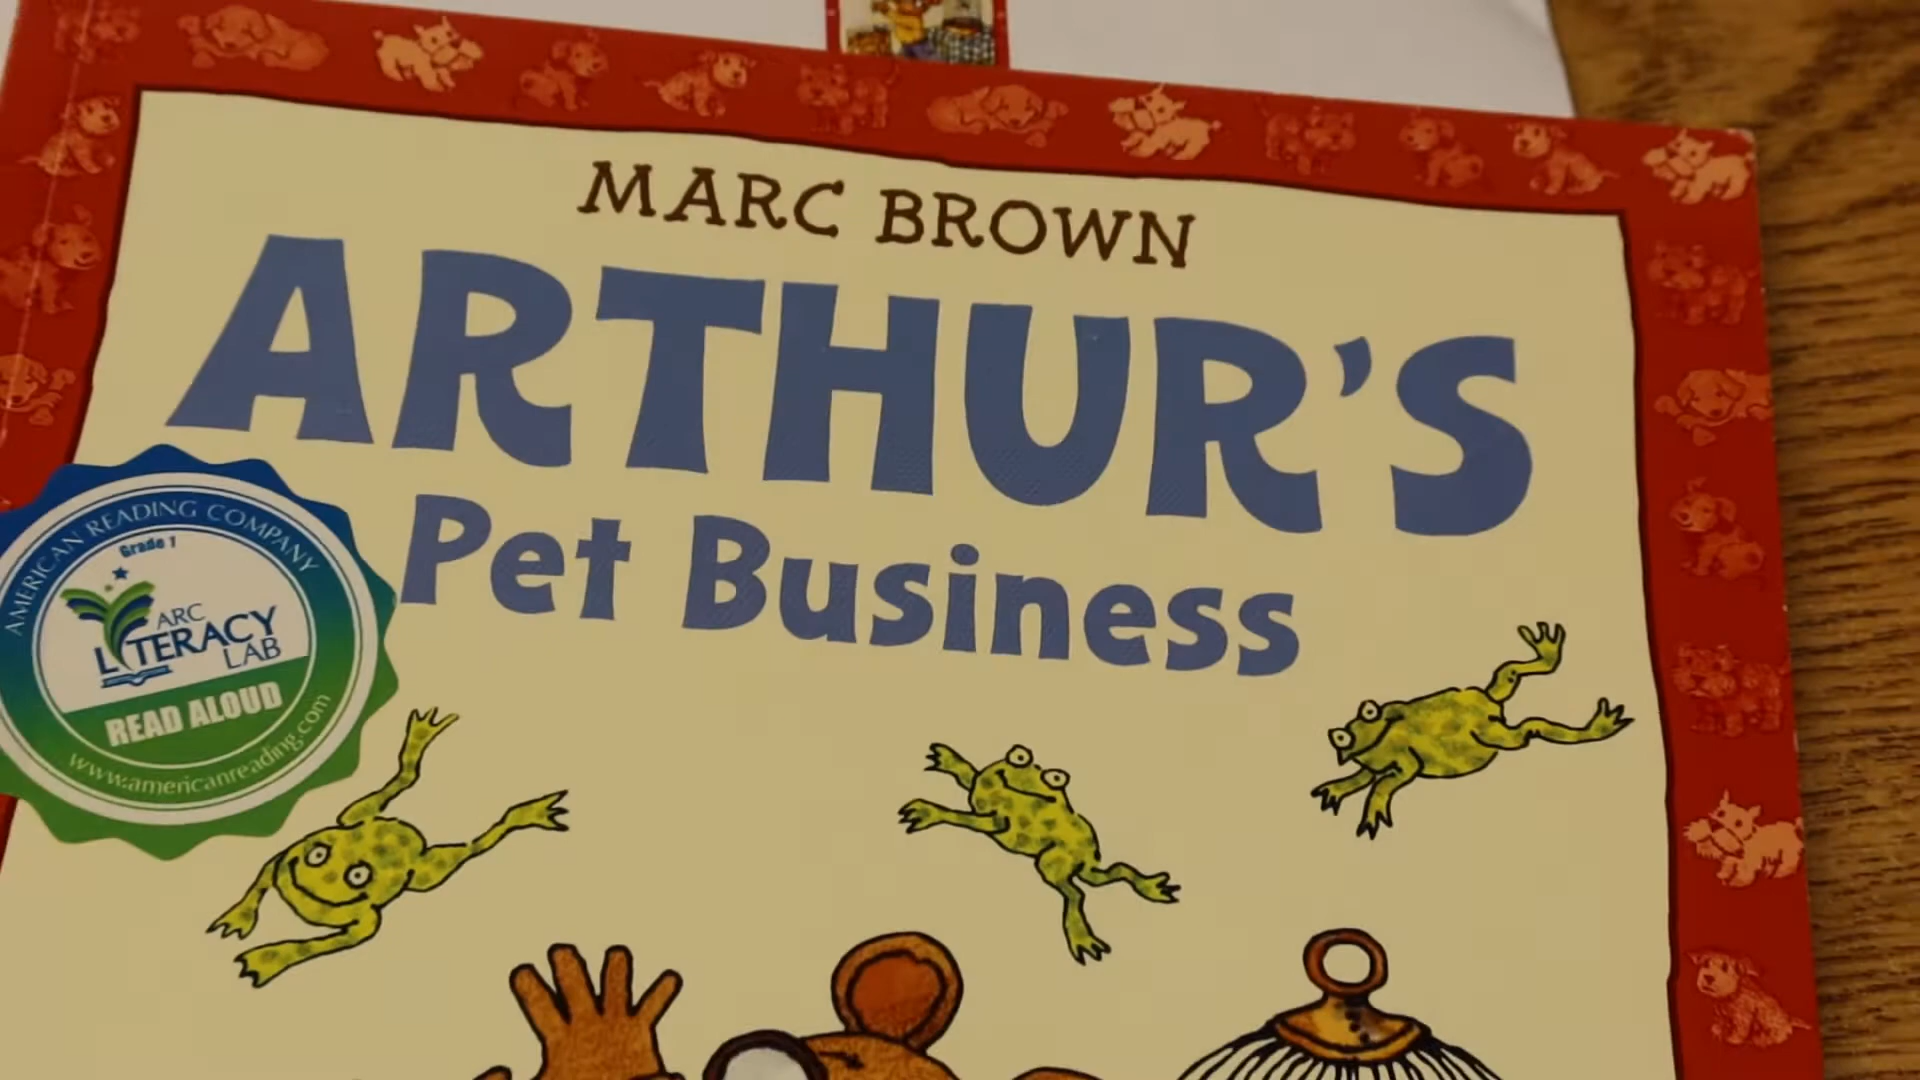 MARC BROWN
ARTHUR'S
Pet Business
AMERICAN READING COMPANY
Grade 1
ARC
LITERACY
LAB
READ ALOUD
www.americanreading.com